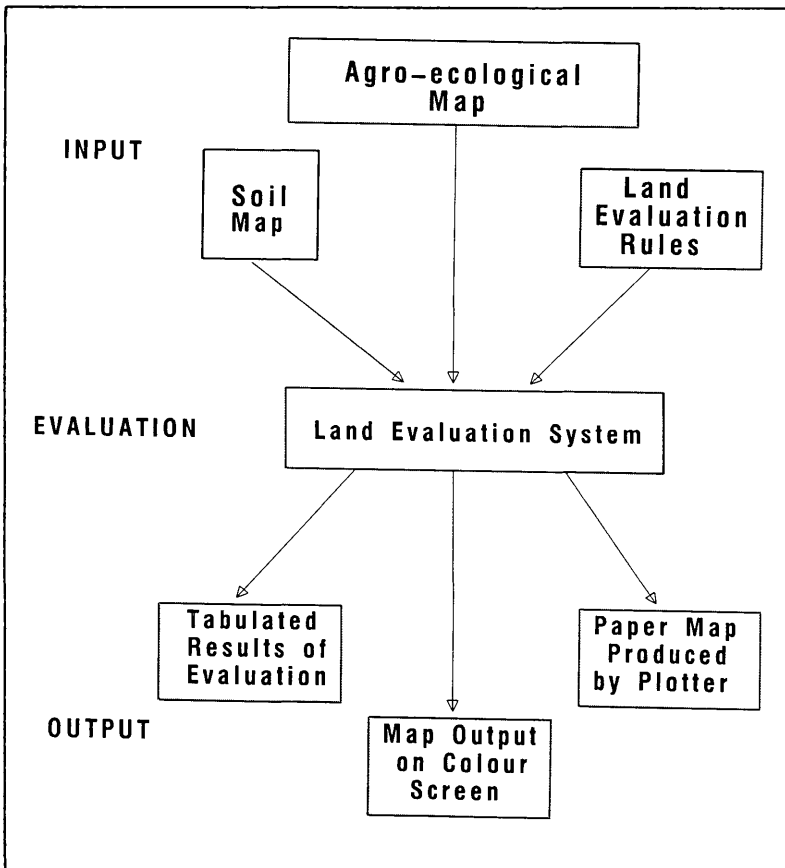 Agro-ecological
Map
INPUT
Soil
Map
Land
Evaluation
Rules
EVALUATION
Land Evaluation System
Tabulated
Results of
Evaluation
Paper Map
Produced
by Plotter
OUTPUT
Map Output
on Colour
Screen